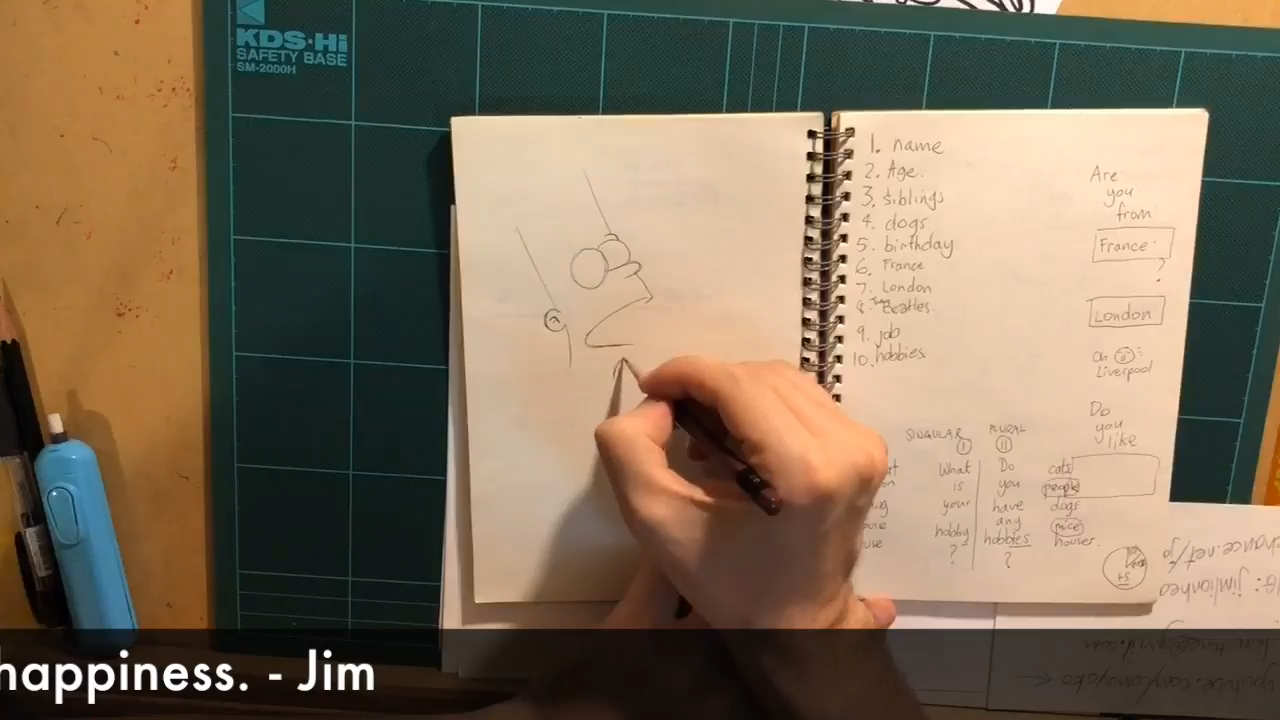 KDS-Hi
SAFETY BASE
SM-2000H
1. name
2. Age.
3. siblings
4. dogs
5. birthday
6. France
7. London
8. The Beatles.
9. job
10. hobbies
Are
you
from
France
?
London
Oh
Liverpool
Do
you
like
cats
people
dogs
mice
houses.
SINGULAR
PLURAL
What
is
your
hobby
?
Do
you
have
any
hobbies
?
+5
happiness. - Jim